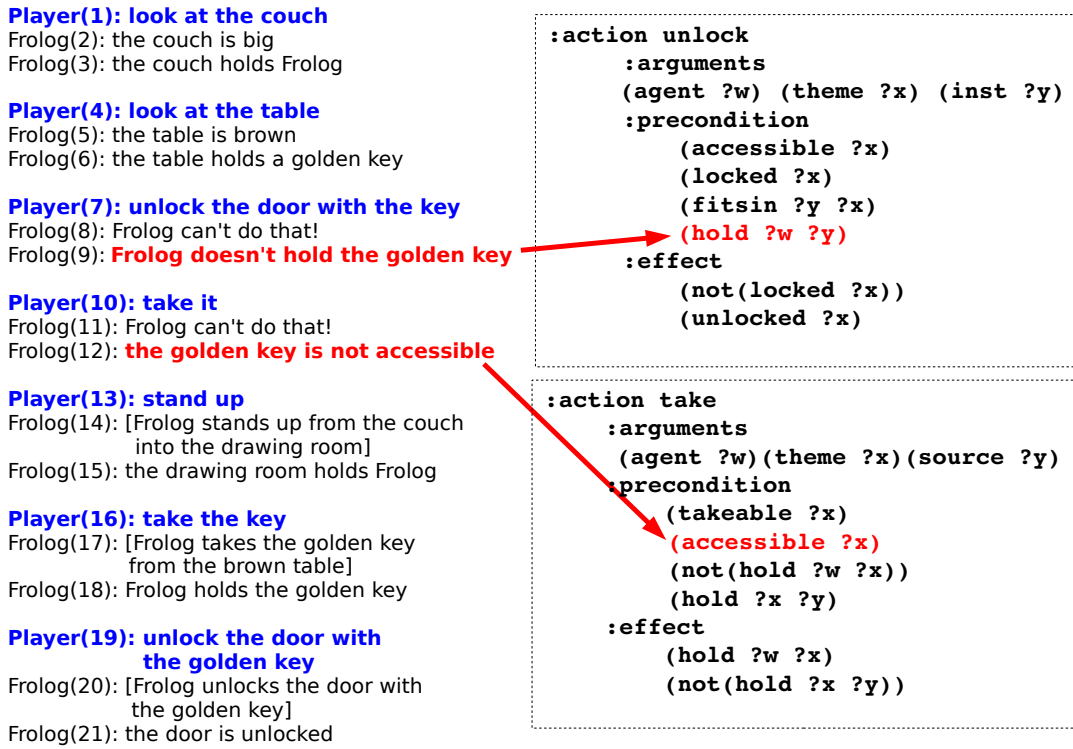 Player(1): look at the couch
Frolog(2): the couch is big
Frolog(3): the couch holds Frolog
Player(4): look at the table
Frolog(5): the table is brown
Frolog(6): the table holds a golden key
Player(7): unlock the door with the key
Frolog(8): Frolog can't do that!
Frolog(9): Frolog doesn't hold the golden key
Player(10): take it
Frolog(11): Frolog can't do that!
Frolog(12): the golden key is not accessible
Player(13): stand up
Frolog(14): [Frolog stands up from the couch
into the drawing room]
Frolog(15): the drawing room holds Frolog
Player(16): take the key
Frolog(17): [Frolog takes the golden key
from the brown table]
Frolog(18): Frolog holds the golden key
Player(19): unlock the door with
the golden key
Frolog(20): [Frolog unlocks the door with
the golden key]
Frolog(21): the door is unlocked
:action unlock
:arguments
(agent ?w) (theme ?x) (inst ?y)
:precondition
(accessible ?x)
(locked ?x)
(fitsin ?y ?x)
(hold ?w ?y)
:effect
(not(locked ?x))
(unlocked ?x)
:action take
:arguments
(agent ?w)(theme ?x)(source ?y)
:precondition
(takeable ?x)
(accessible ?x)
(not(hold ?w ?x))
(hold ?x ?y)
:effect
(hold ?w ?x)
(not(hold ?x ?y))